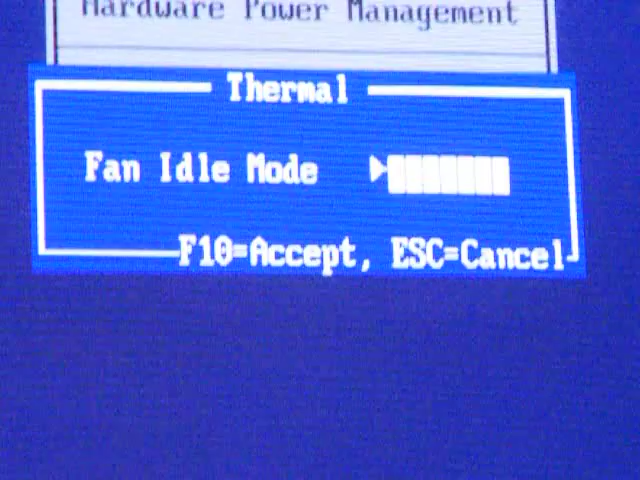 Hardware Power Management
Thermal
Fan Idle Mode
F10=Accept, ESC=Cancel